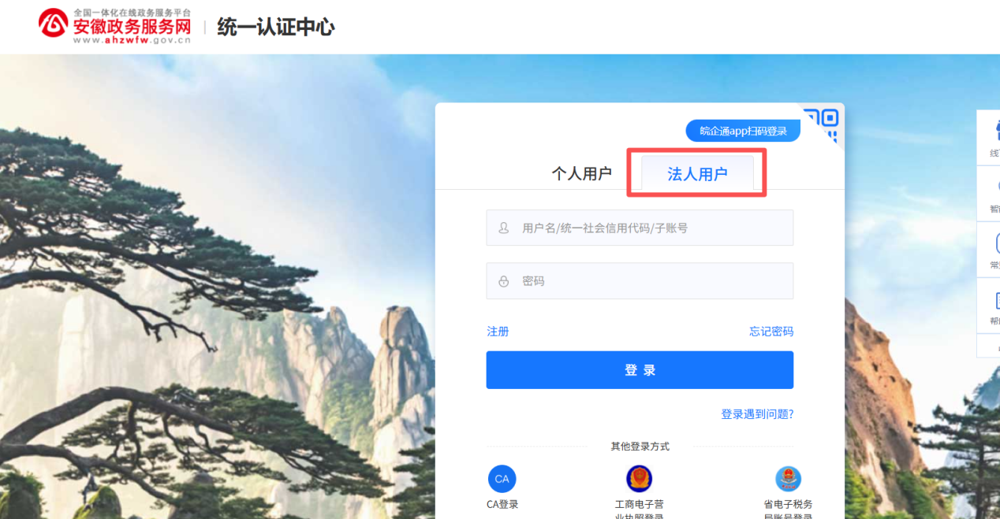 全国一体化在线政务服务平台
安徽政务服务网
www.ahzwfw.gov.cn
统一认证中心
皖企通app扫码登录
个人用户
法人用户
用户名/统一社会信用代码/子账号
密码
注册
忘记密码
登录
登录遇到问题?
其他登录方式
CA
CA登录
工商电子营
业执照登录
省电子税务
局账号登录
线
智
常
帮